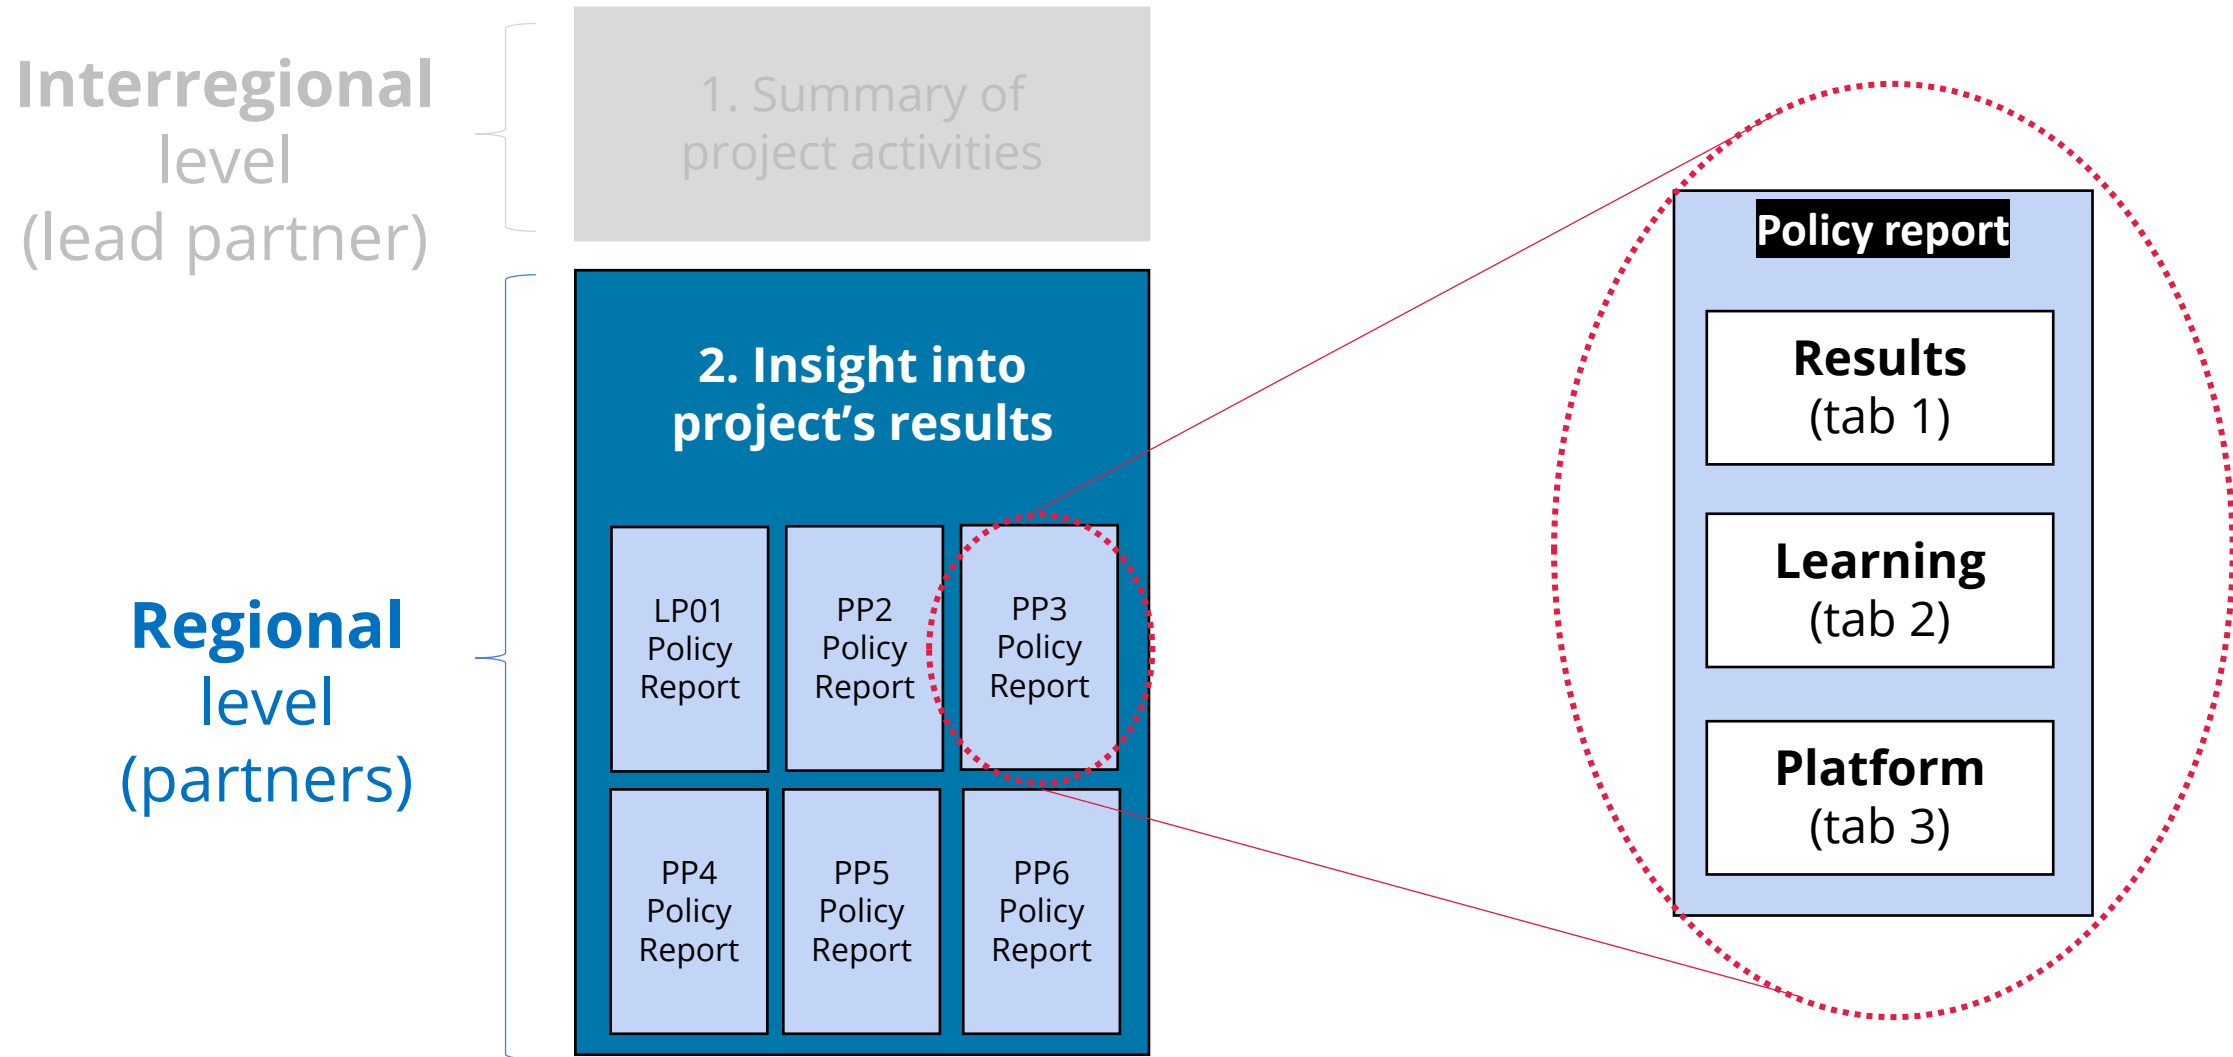 Interregional
level
(lead partner)
1. Summary of
project activities
Regional
level
(partners)
2. Insight into
project’s results
LP01
Policy
Report
PP2
Policy
Report
PP3
Policy
Report
PP4
Policy
Report
PP5
Policy
Report
PP6
Policy
Report
Policy report
Results
(tab 1)
Learning
(tab 2)
Platform
(tab 3)